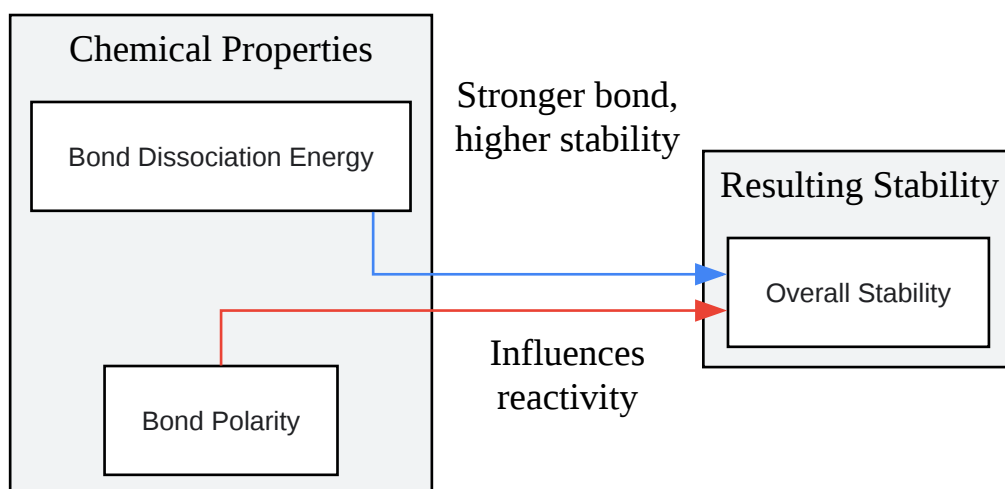 Chemical Properties
Bond Dissociation Energy
Stronger bond,
higher stability
Resulting Stability
Overall Stability
Influences
reactivity
Bond Polarity